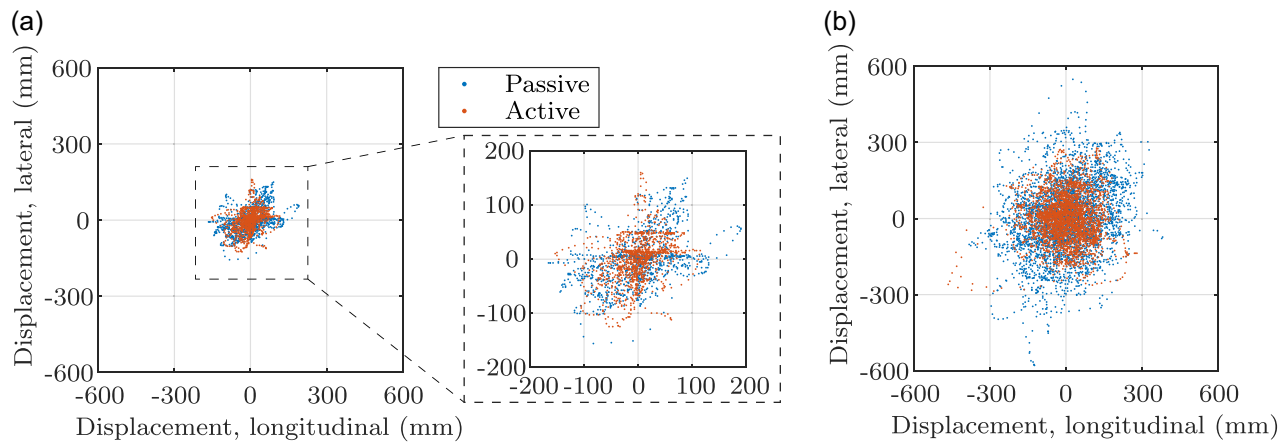 (a)
Displacement, lateral (mm)
600
300
0
-300
-600
-600 -300 0 300 600
Displacement, longitudinal (mm)
Passive
Active
200
100
0
-100
-200
-200 -100 0 100 200
(b)
Displacement, lateral (mm)
600
300
0
-300
-600
-600 -300 0 300 600
Displacement, longitudinal (mm)